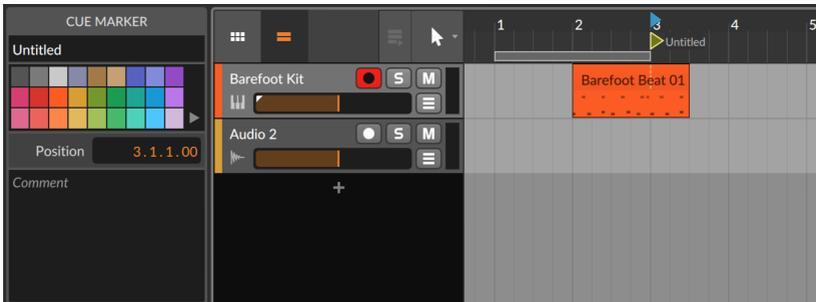 CUE MARKER
Untitled
Position 3.1.1.00
Comment
1 2 3 4 5
Untitled
Barefoot Kit S M
Barefoot Beat 01
Audio 2 S M
+